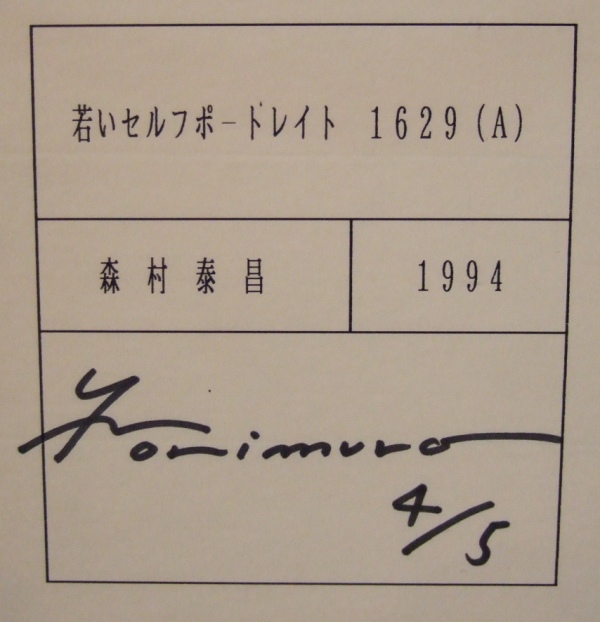 若いセルフポートレイト 1629(A)
森村泰昌 1994
Y. Morimura
4/5